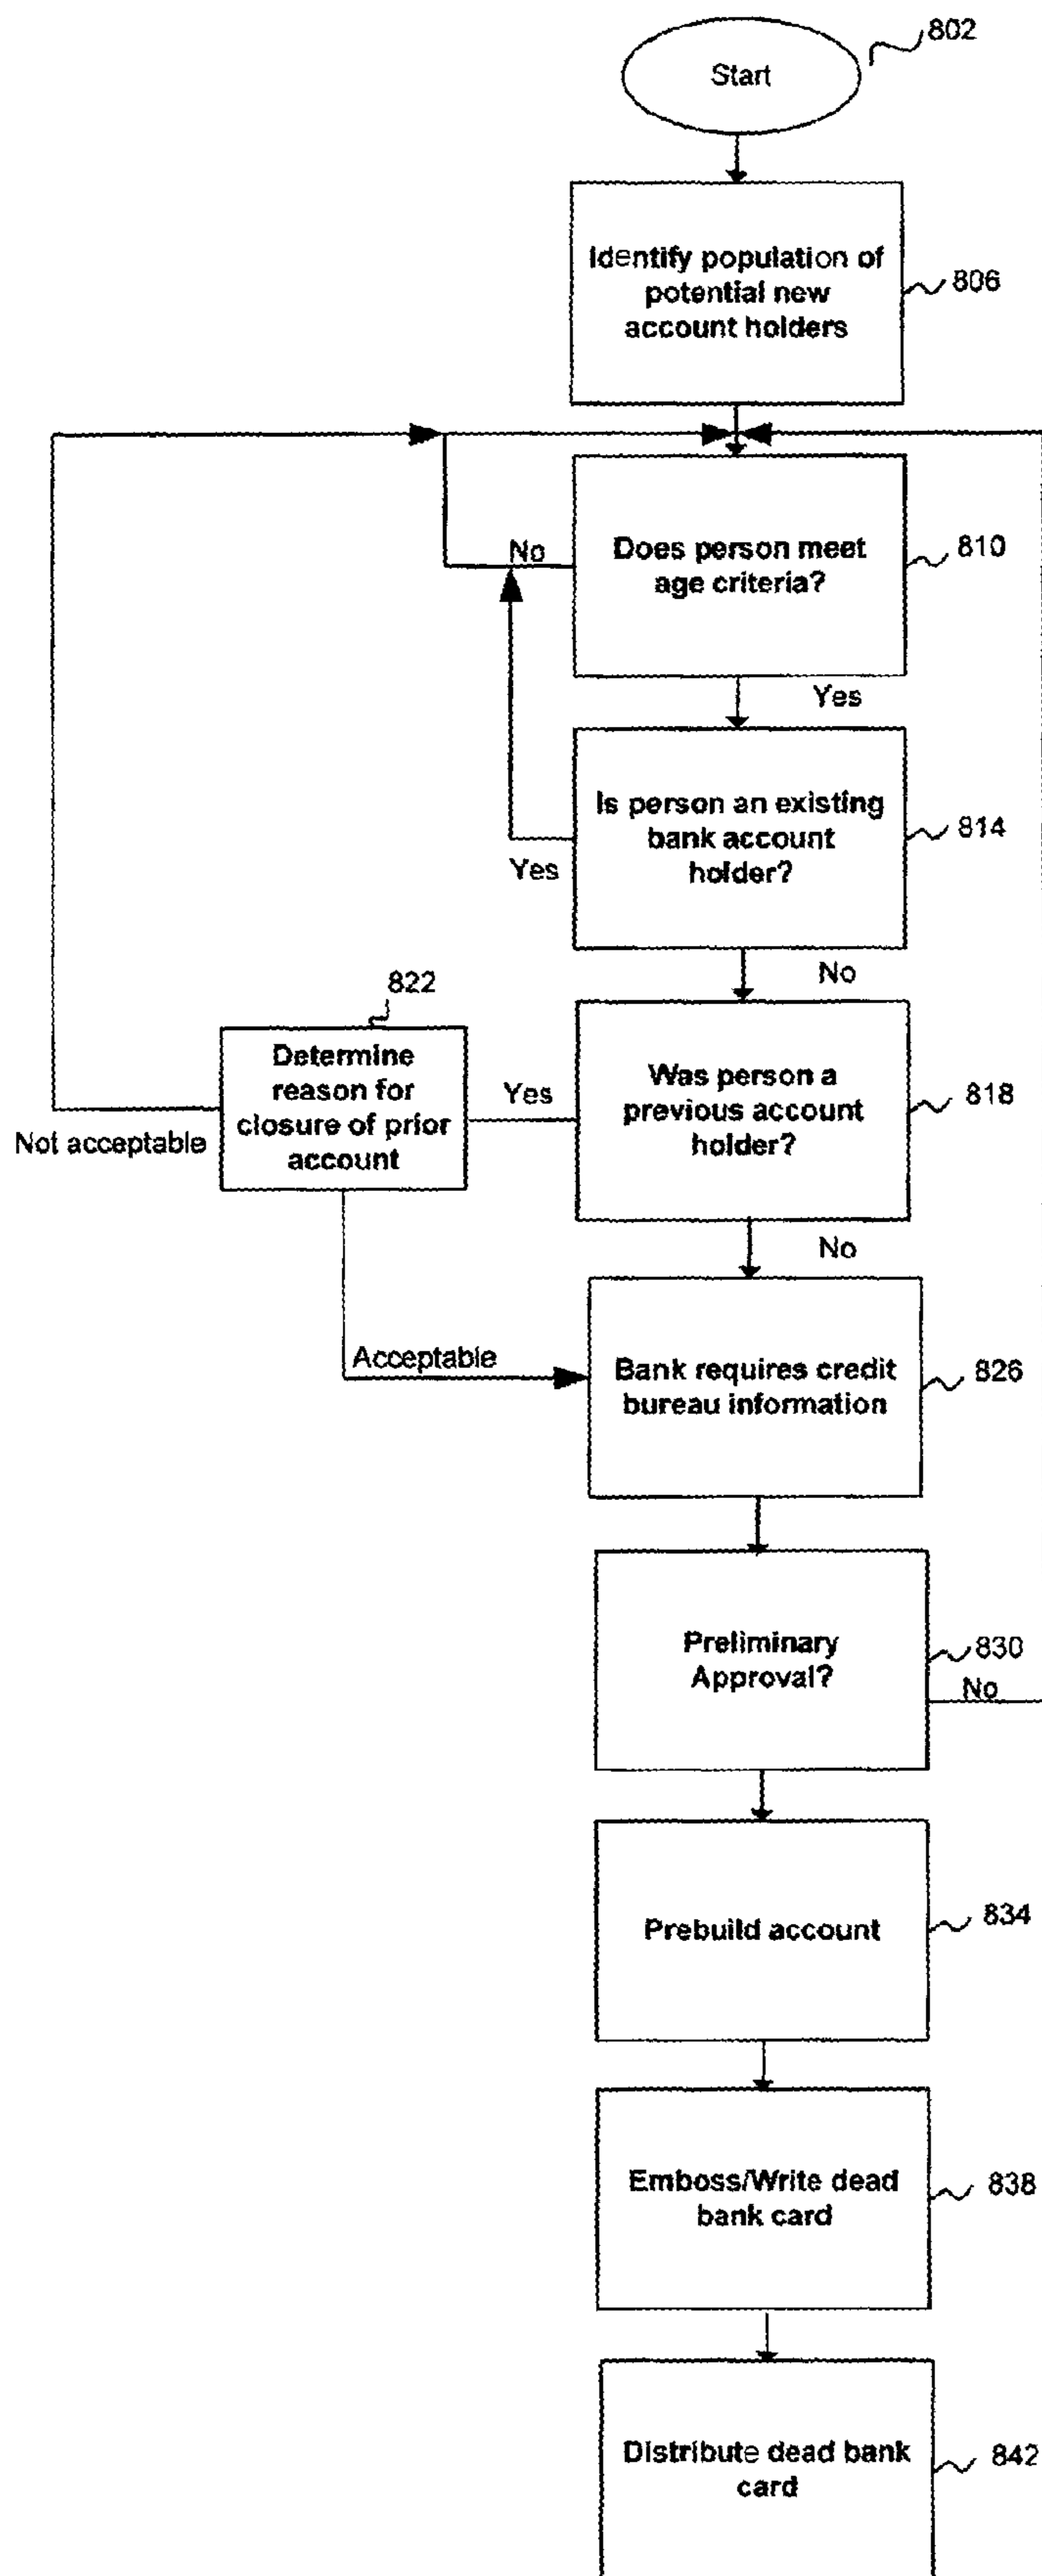 802
Start
Identify population of
potential new
account holders
806
No
Does person meet
age criteria?
810
Yes
Is person an existing
bank account
holder?
814
Yes
No
822
Determine
reason for
closure of prior
account
Yes
Was person a
previous account
holder?
818
Not acceptable
No
Acceptable
Bank requires credit
bureau information
826
Preliminary
Approval?
830
No
Prebuild account
834
Emboss/Write dead
bank card
838
Distribute dead bank
card
842